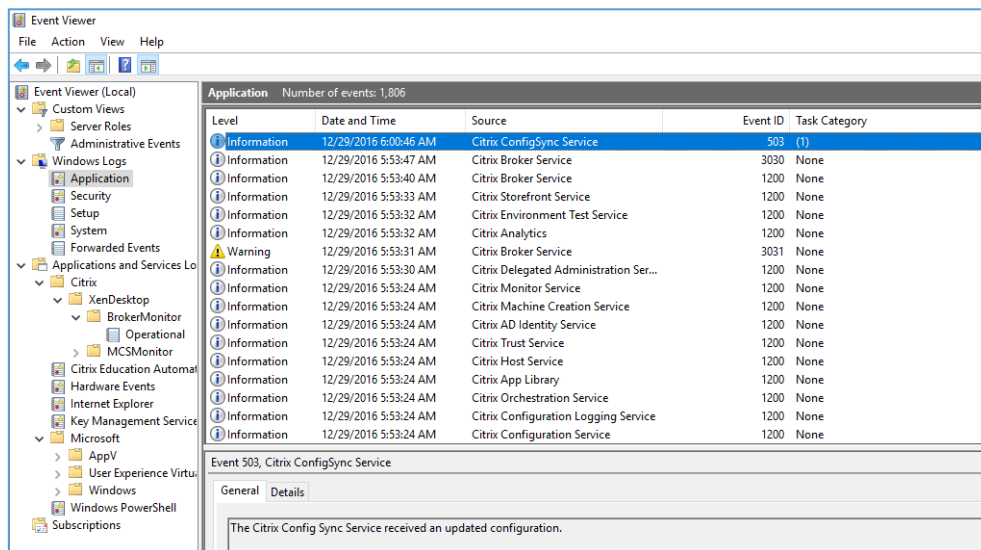 Event Viewer
File Action View Help
Event Viewer (Local)
Custom Views
Server Roles
Administrative Events
Windows Logs
Application
Security
Setup
System
Forwarded Events
Applications and Services Lo
Citrix
XenDesktop
BrokerMonitor
Operational
MCSMonitor
Citrix Education Automat
Hardware Events
Internet Explorer
Key Management Service
Microsoft
AppV
User Experience Virtu
Windows
Windows PowerShell
Subscriptions
Application Number of events: 1,806
Level Date and Time Source Event ID Task Category
Information 12/29/2016 6:00:46 AM Citrix ConfigSync Service 503 (1)
Information 12/29/2016 5:53:47 AM Citrix Broker Service 3030 None
Information 12/29/2016 5:53:40 AM Citrix Broker Service 1200 None
Information 12/29/2016 5:53:33 AM Citrix Storefront Service 1200 None
Information 12/29/2016 5:53:32 AM Citrix Environment Test Service 1200 None
Information 12/29/2016 5:53:32 AM Citrix Analytics 1200 None
Warning 12/29/2016 5:53:31 AM Citrix Broker Service 3031 None
Information 12/29/2016 5:53:30 AM Citrix Delegated Administration Ser... 1200 None
Information 12/29/2016 5:53:24 AM Citrix Monitor Service 1200 None
Information 12/29/2016 5:53:24 AM Citrix Machine Creation Service 1200 None
Information 12/29/2016 5:53:24 AM Citrix AD Identity Service 1200 None
Information 12/29/2016 5:53:24 AM Citrix Trust Service 1200 None
Information 12/29/2016 5:53:24 AM Citrix Host Service 1200 None
Information 12/29/2016 5:53:24 AM Citrix App Library 1200 None
Information 12/29/2016 5:53:24 AM Citrix Orchestration Service 1200 None
Information 12/29/2016 5:53:24 AM Citrix Configuration Logging Service 1200 None
Information 12/29/2016 5:53:24 AM Citrix Configuration Service 1200 None
Event 503, Citrix ConfigSync Service
General Details
The Citrix Config Sync Service received an updated configuration.